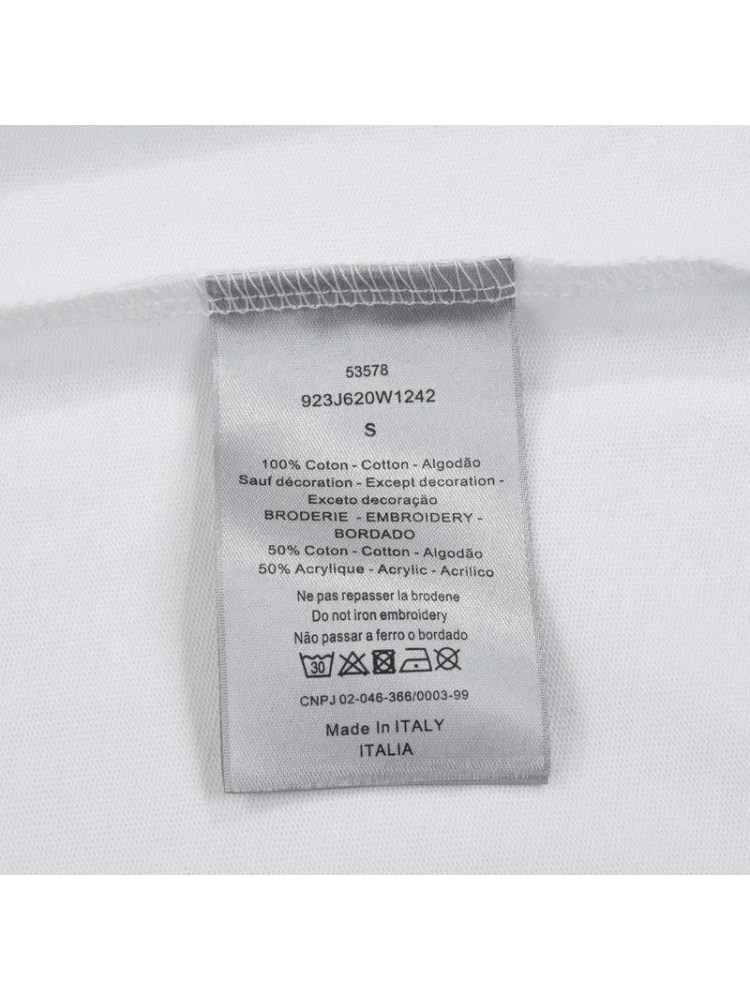 53578
923J620W1242
S
100% Coton - Cotton - Algodão
Sauf décoration - Except decoration -
Exceto decoração
BRODERIE - EMBROIDERY -
BORDADO
50% Coton - Cotton - Algodão
50% Acrylique - Acrylic - Acrilico
Ne pas repasser la brodene
Do not iron embroidery
Não passar a ferro o bordado
30
CNPJ 02-046-366/0003-99
Made In ITALY
ITALIA